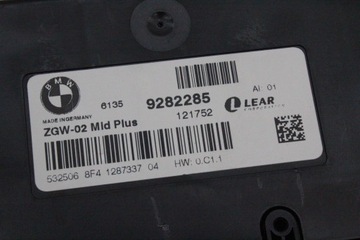 BMW
MADE IN GERMANY
6135 9282285 AI 01
121752 LEAR
CORPORATION
ZGW-02 Mid Plus
532506 8F4 1287337 04 HW: 0.C1.1